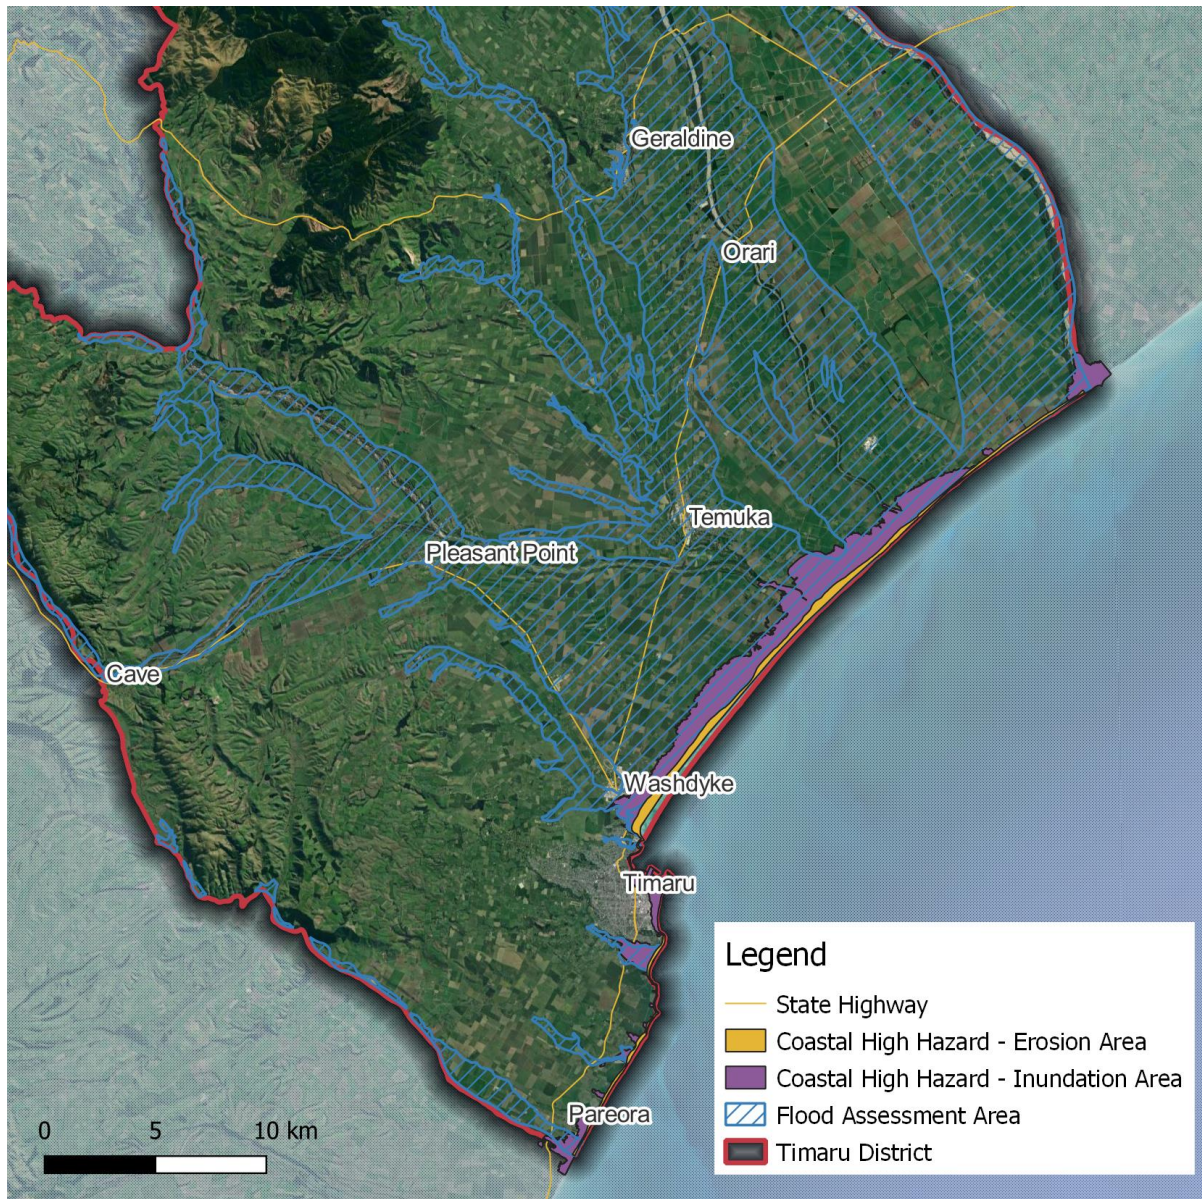 Geraldine
Orari
Temuka
Pleasant Point
Cave
Washdyke
Timaru
Legend
State Highway
Coastal High Hazard - Erosion Area
Coastal High Hazard - Inundation Area
Flood Assessment Area
Timaru District
Pareora
0 5 10 km